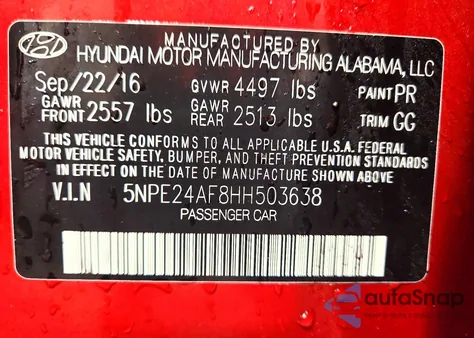 MANUFACTURED BY
HYUNDAI MOTOR MANUFACTURING ALABAMA, LLC
Sep/22/16 GVWR 4497 lbs PAINT PR
GAWR FRONT 2557 lbs GAWR REAR 2513 lbs TRIM GG
THIS VEHICLE CONFORMS TO ALL APPLICABLE U.S.A. FEDERAL
MOTOR VEHICLE SAFETY, BUMPER, AND THEFT PREVENTION STANDARDS
IN EFFECT ON THE DATE OF MANUFACTURE SHOWN ABOVE
V.I.N 5NPE24AF8HH503638
PASSENGER CAR
autoSnap